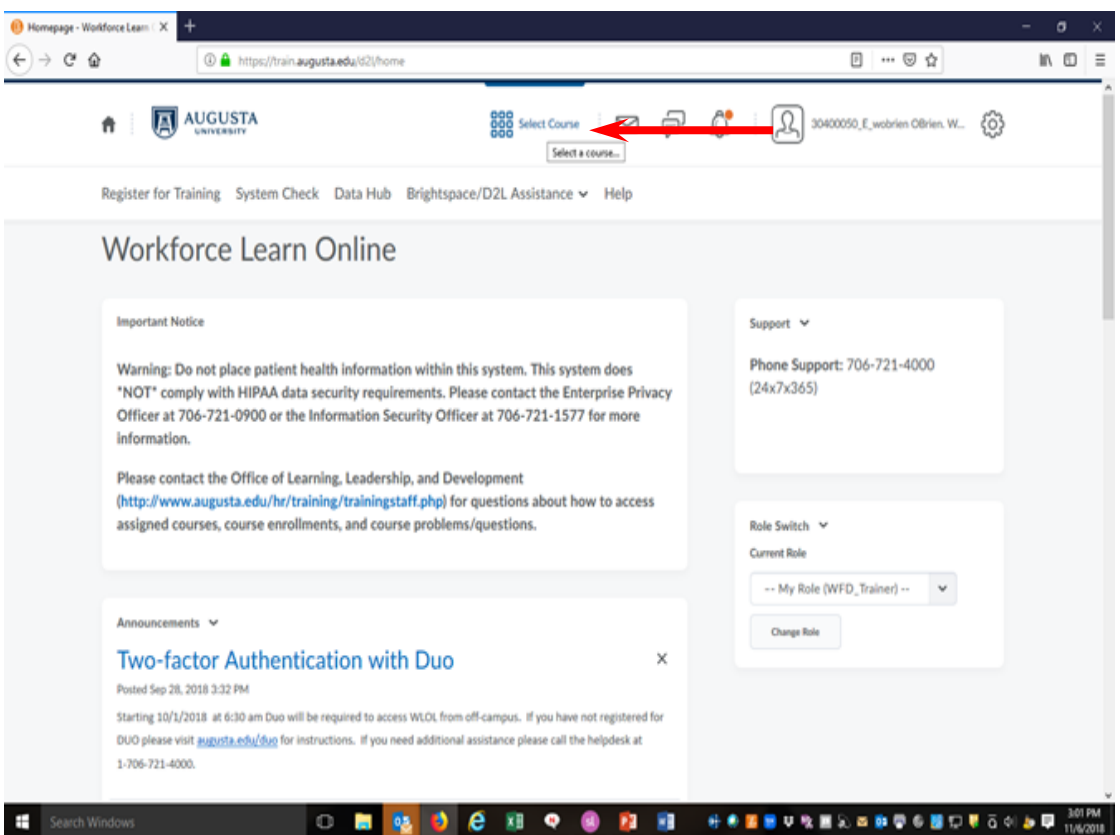 Homepage - Workforce Learn
https://train.augusta.edu/d2l/home
AUGUSTA
UNIVERSITY
Select Course
Select a course...
30400050_E_wobrien OBrien. W...
Register for Training System Check Data Hub Brightspace/D2L Assistance Help
Workforce Learn Online
Important Notice
Warning: Do not place patient health information within this system. This system does
*NOT* comply with HIPAA data security requirements. Please contact the Enterprise Privacy
Officer at 706-721-0900 or the Information Security Officer at 706-721-1577 for more
information.
Please contact the Office of Learning, Leadership, and Development
(http://www.augusta.edu/hr/training/trainingstaff.php) for questions about how to access
assigned courses, course enrollments, and course problems/questions.
Support
Phone Support: 706-721-4000
(24x7x365)
Role Switch
Current Role
-- My Role (WFD_Trainer) --
Change Role
Announcements
Two-factor Authentication with Duo
Posted Sep 28, 2018 3:32 PM
Starting 10/1/2018 at 6:30 am Duo will be required to access WLOL from off-campus. If you have not registered for
DUO please visit augusta.edu/duo for instructions. If you need additional assistance please call the helpdesk at
1-706-721-4000.
Search Windows
3:01 PM
11/6/2018